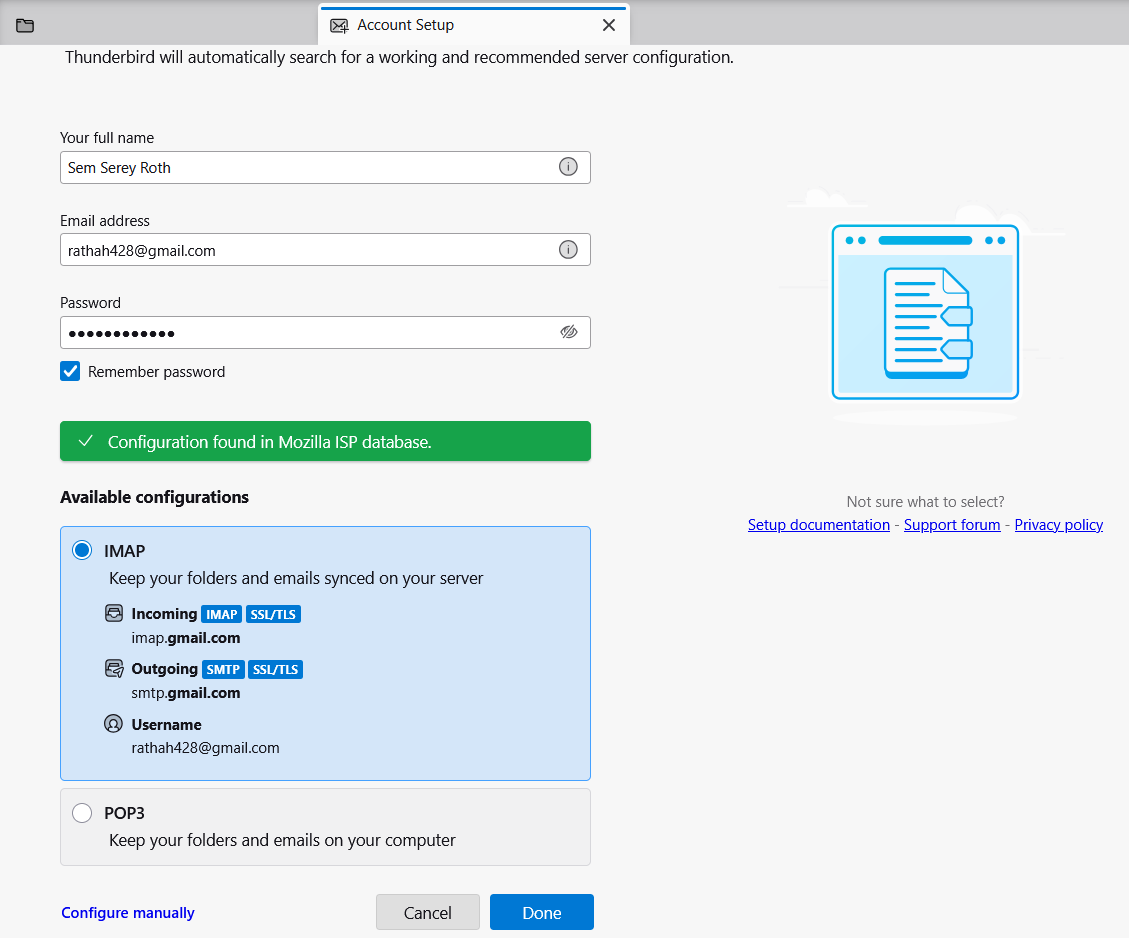 Account Setup
Thunderbird will automatically search for a working and recommended server configuration.
Your full name
Sem Serey Roth
Email address
rathah428@gmail.com
Password
●●●●●●●●●●●●
Remember password
Configuration found in Mozilla ISP database.
Available configurations
IMAP
Keep your folders and emails synced on your server
Incoming IMAP SSL/TLS
imap.gmail.com
Outgoing SMTP SSL/TLS
smtp.gmail.com
Username
rathah428@gmail.com
POP3
Keep your folders and emails on your computer
Configure manually
Cancel
Done
Not sure what to select?
Setup documentation - Support forum - Privacy policy